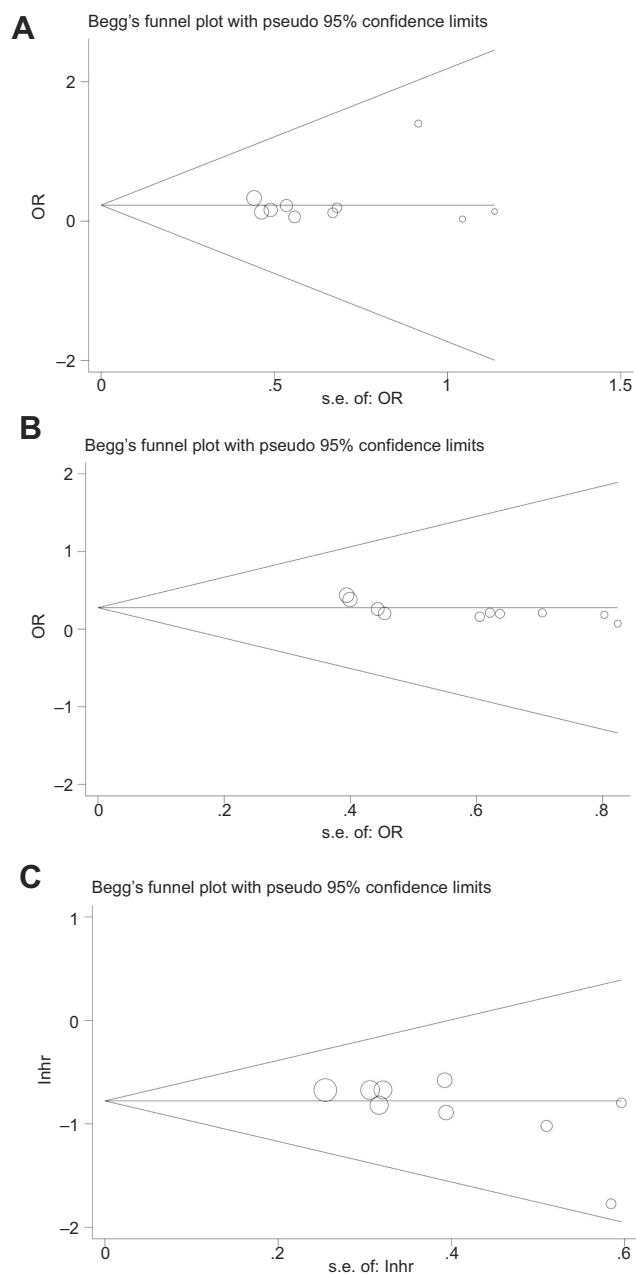 A
Begg’s funnel plot with pseudo 95% confidence limits
2
0
–2
OR
0 .5 1 1.5
s.e. of: OR
B
Begg’s funnel plot with pseudo 95% confidence limits
2
1
0
–1
–2
OR
0 .2 .4 .6 .8
s.e. of: OR
C
Begg’s funnel plot with pseudo 95% confidence limits
1
0
–1
–2
Inhr
0 .2 .4 .6
s.e. of: Inhr